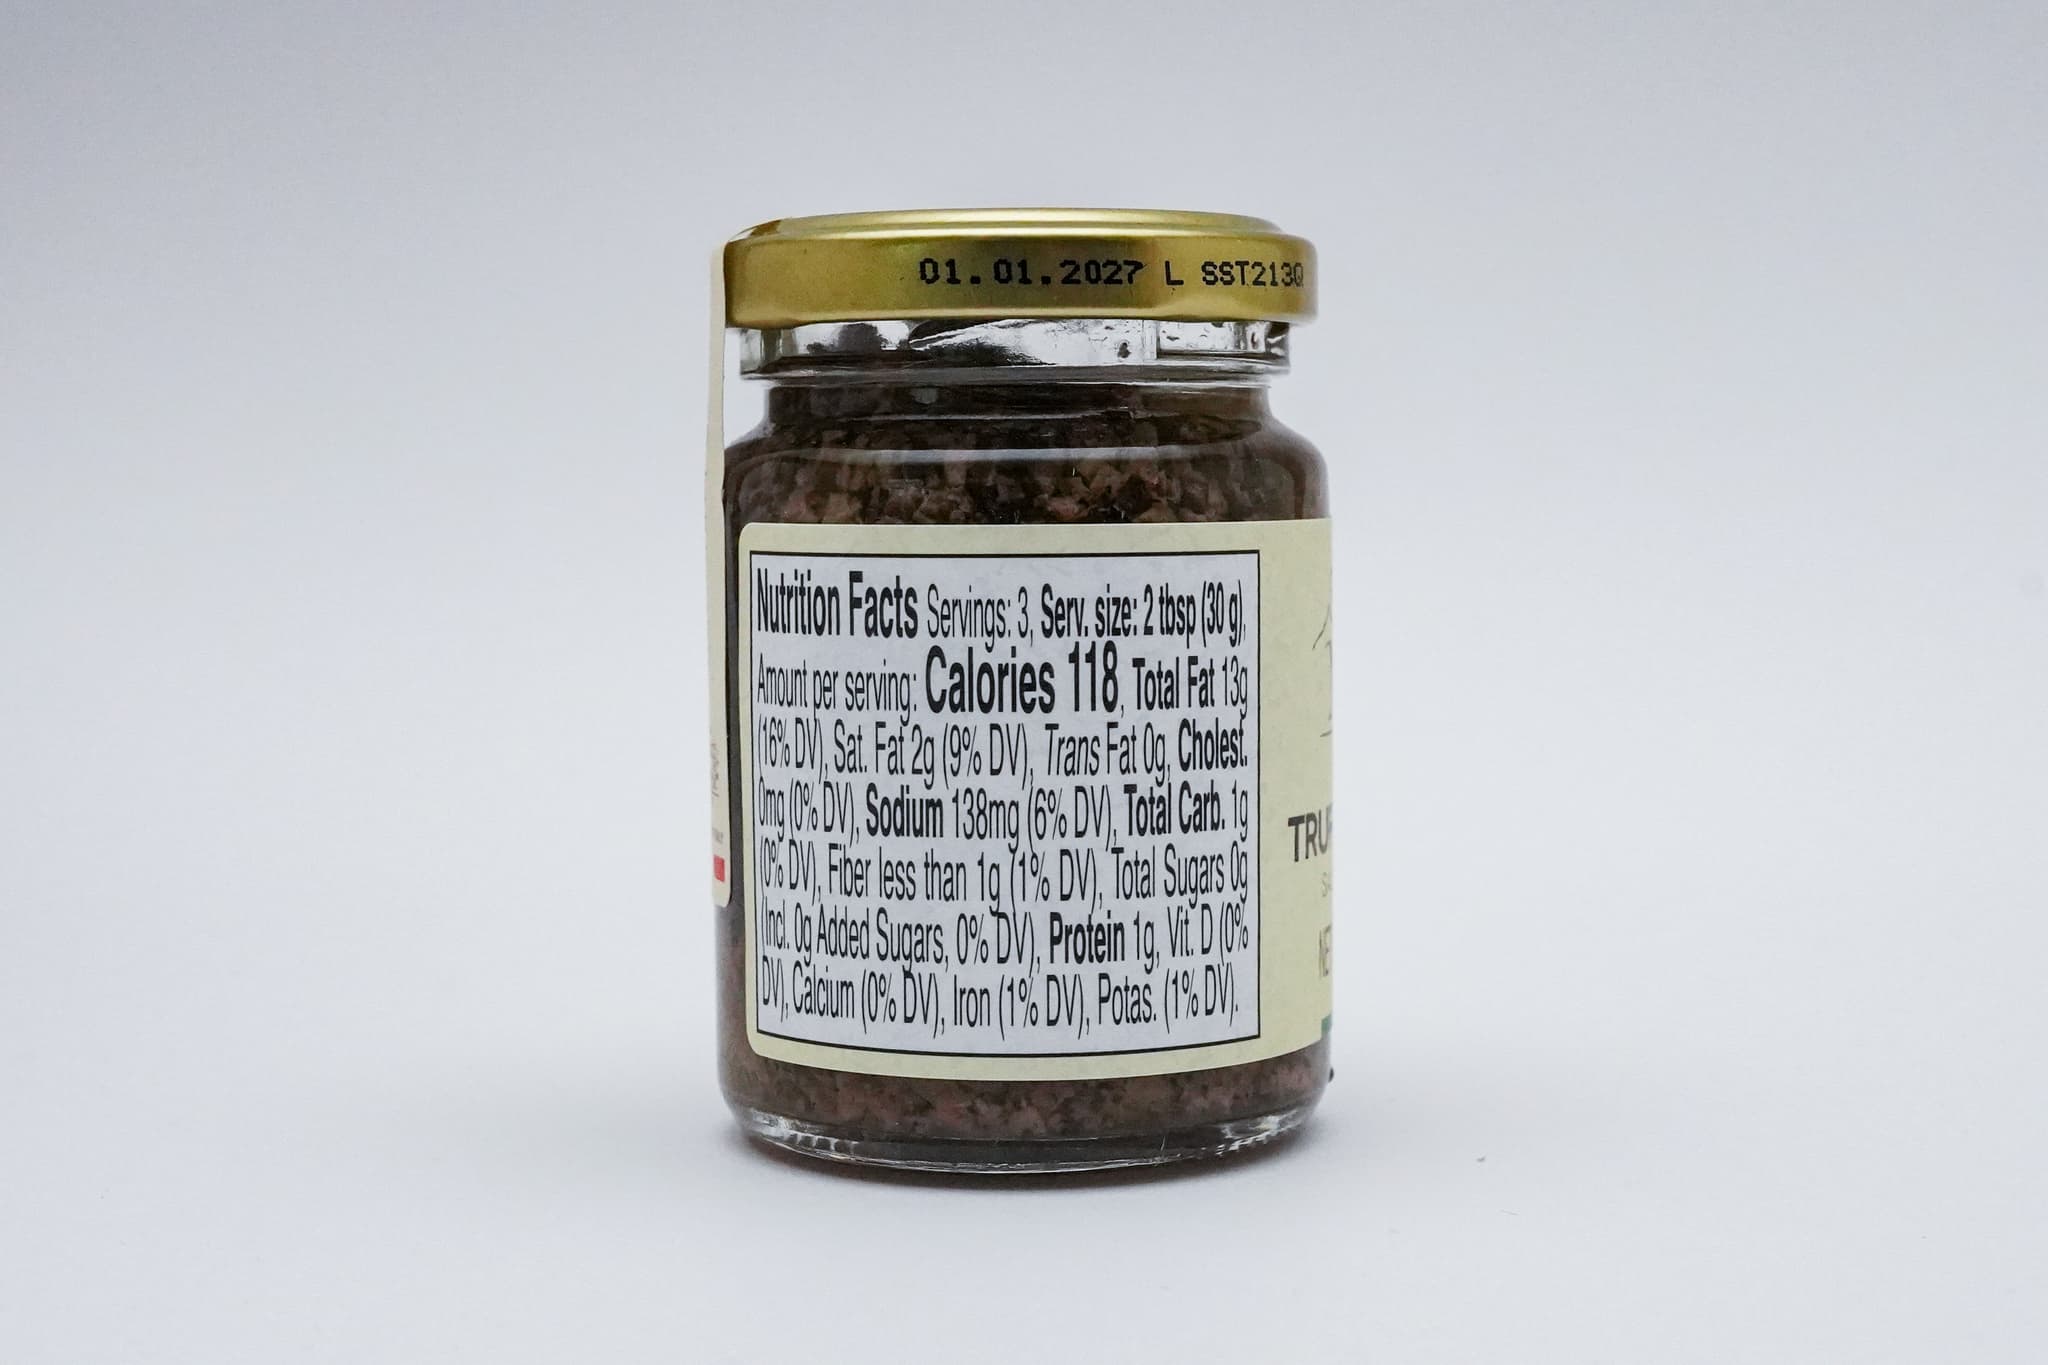 01.01.2027 L SST213Q
Nutrition Facts Servings: 3, Serv. size: 2 tbsp (30 g),
Amount per serving: Calories 118, Total Fat 13g
(16% DV), Sat. Fat 2g (9% DV), Trans Fat 0g, Cholest.
0mg (0% DV), Sodium 138mg (6% DV), Total Carb. 1g
(0% DV), Fiber less than 1g (1% DV), Total Sugars 0g
(Incl. 0g Added Sugars, 0% DV), Protein 1g, Vit. D (0%
DV), Calcium (0% DV), Iron (1% DV), Potas. (1% DV).